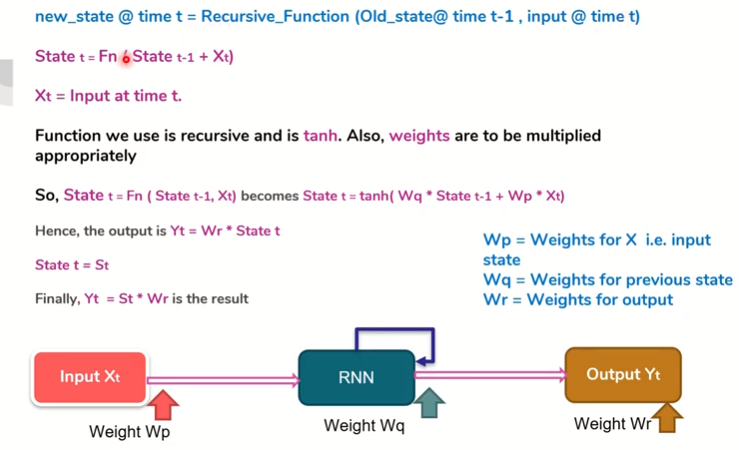 new_state @ time t = Recursive_Function (Old_state@ time t-1 , input @ time t)
State t = Fn ( State t-1 + Xt)
Xt = Input at time t.
Function we use is recursive and is tanh. Also, weights are to be multiplied
appropriately
So, State t = Fn ( State t-1, Xt) becomes State t = tanh( Wq * State t-1 + Wp * Xt)
Hence, the output is Yt = Wr * State t
State t = St
Finally, Yt = St * Wr is the result
Wp = Weights for X i.e. input
state
Wq = Weights for previous state
Wr = Weights for output
Input Xt
RNN
Output Yt
Weight Wp
Weight Wq
Weight Wr